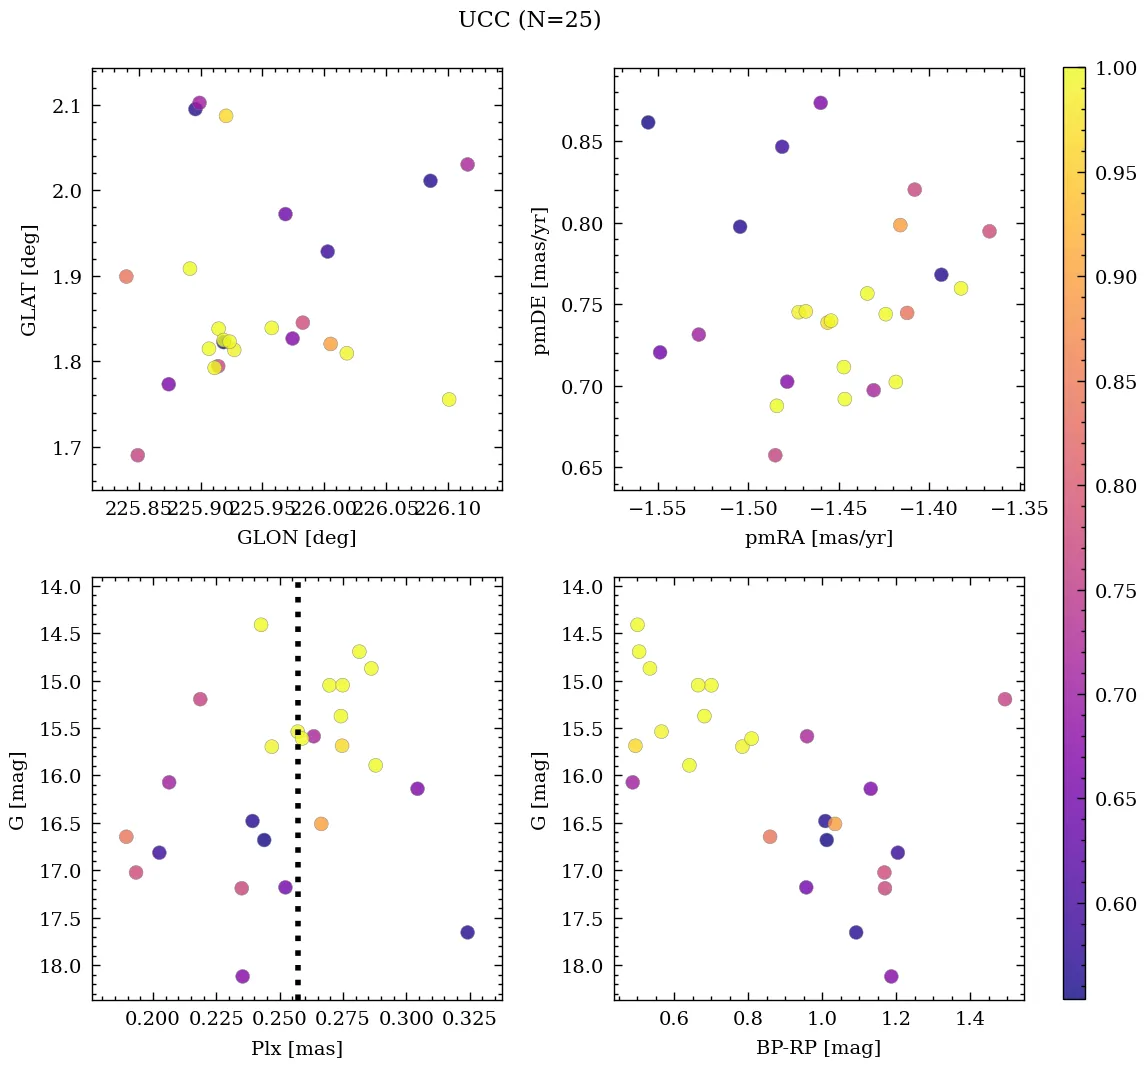 UCC (N=25)
2.1
2.0
1.9
1.8
1.7
GLAT [deg]
225.85 225.90 225.95 226.00 226.05 226.10
GLON [deg]
0.85
0.80
0.75
0.70
0.65
pmDE [mas/yr]
−1.55 −1.50 −1.45 −1.40 −1.35
pmRA [mas/yr]
14.0
14.5
15.0
15.5
16.0
16.5
17.0
17.5
18.0
G [mag]
0.200 0.225 0.250 0.275 0.300 0.325
Plx [mas]
14.0
14.5
15.0
15.5
16.0
16.5
17.0
17.5
18.0
G [mag]
0.6 0.8 1.0 1.2 1.4
BP-RP [mag]
1.00
0.95
0.90
0.85
0.80
0.75
0.70
0.65
0.60